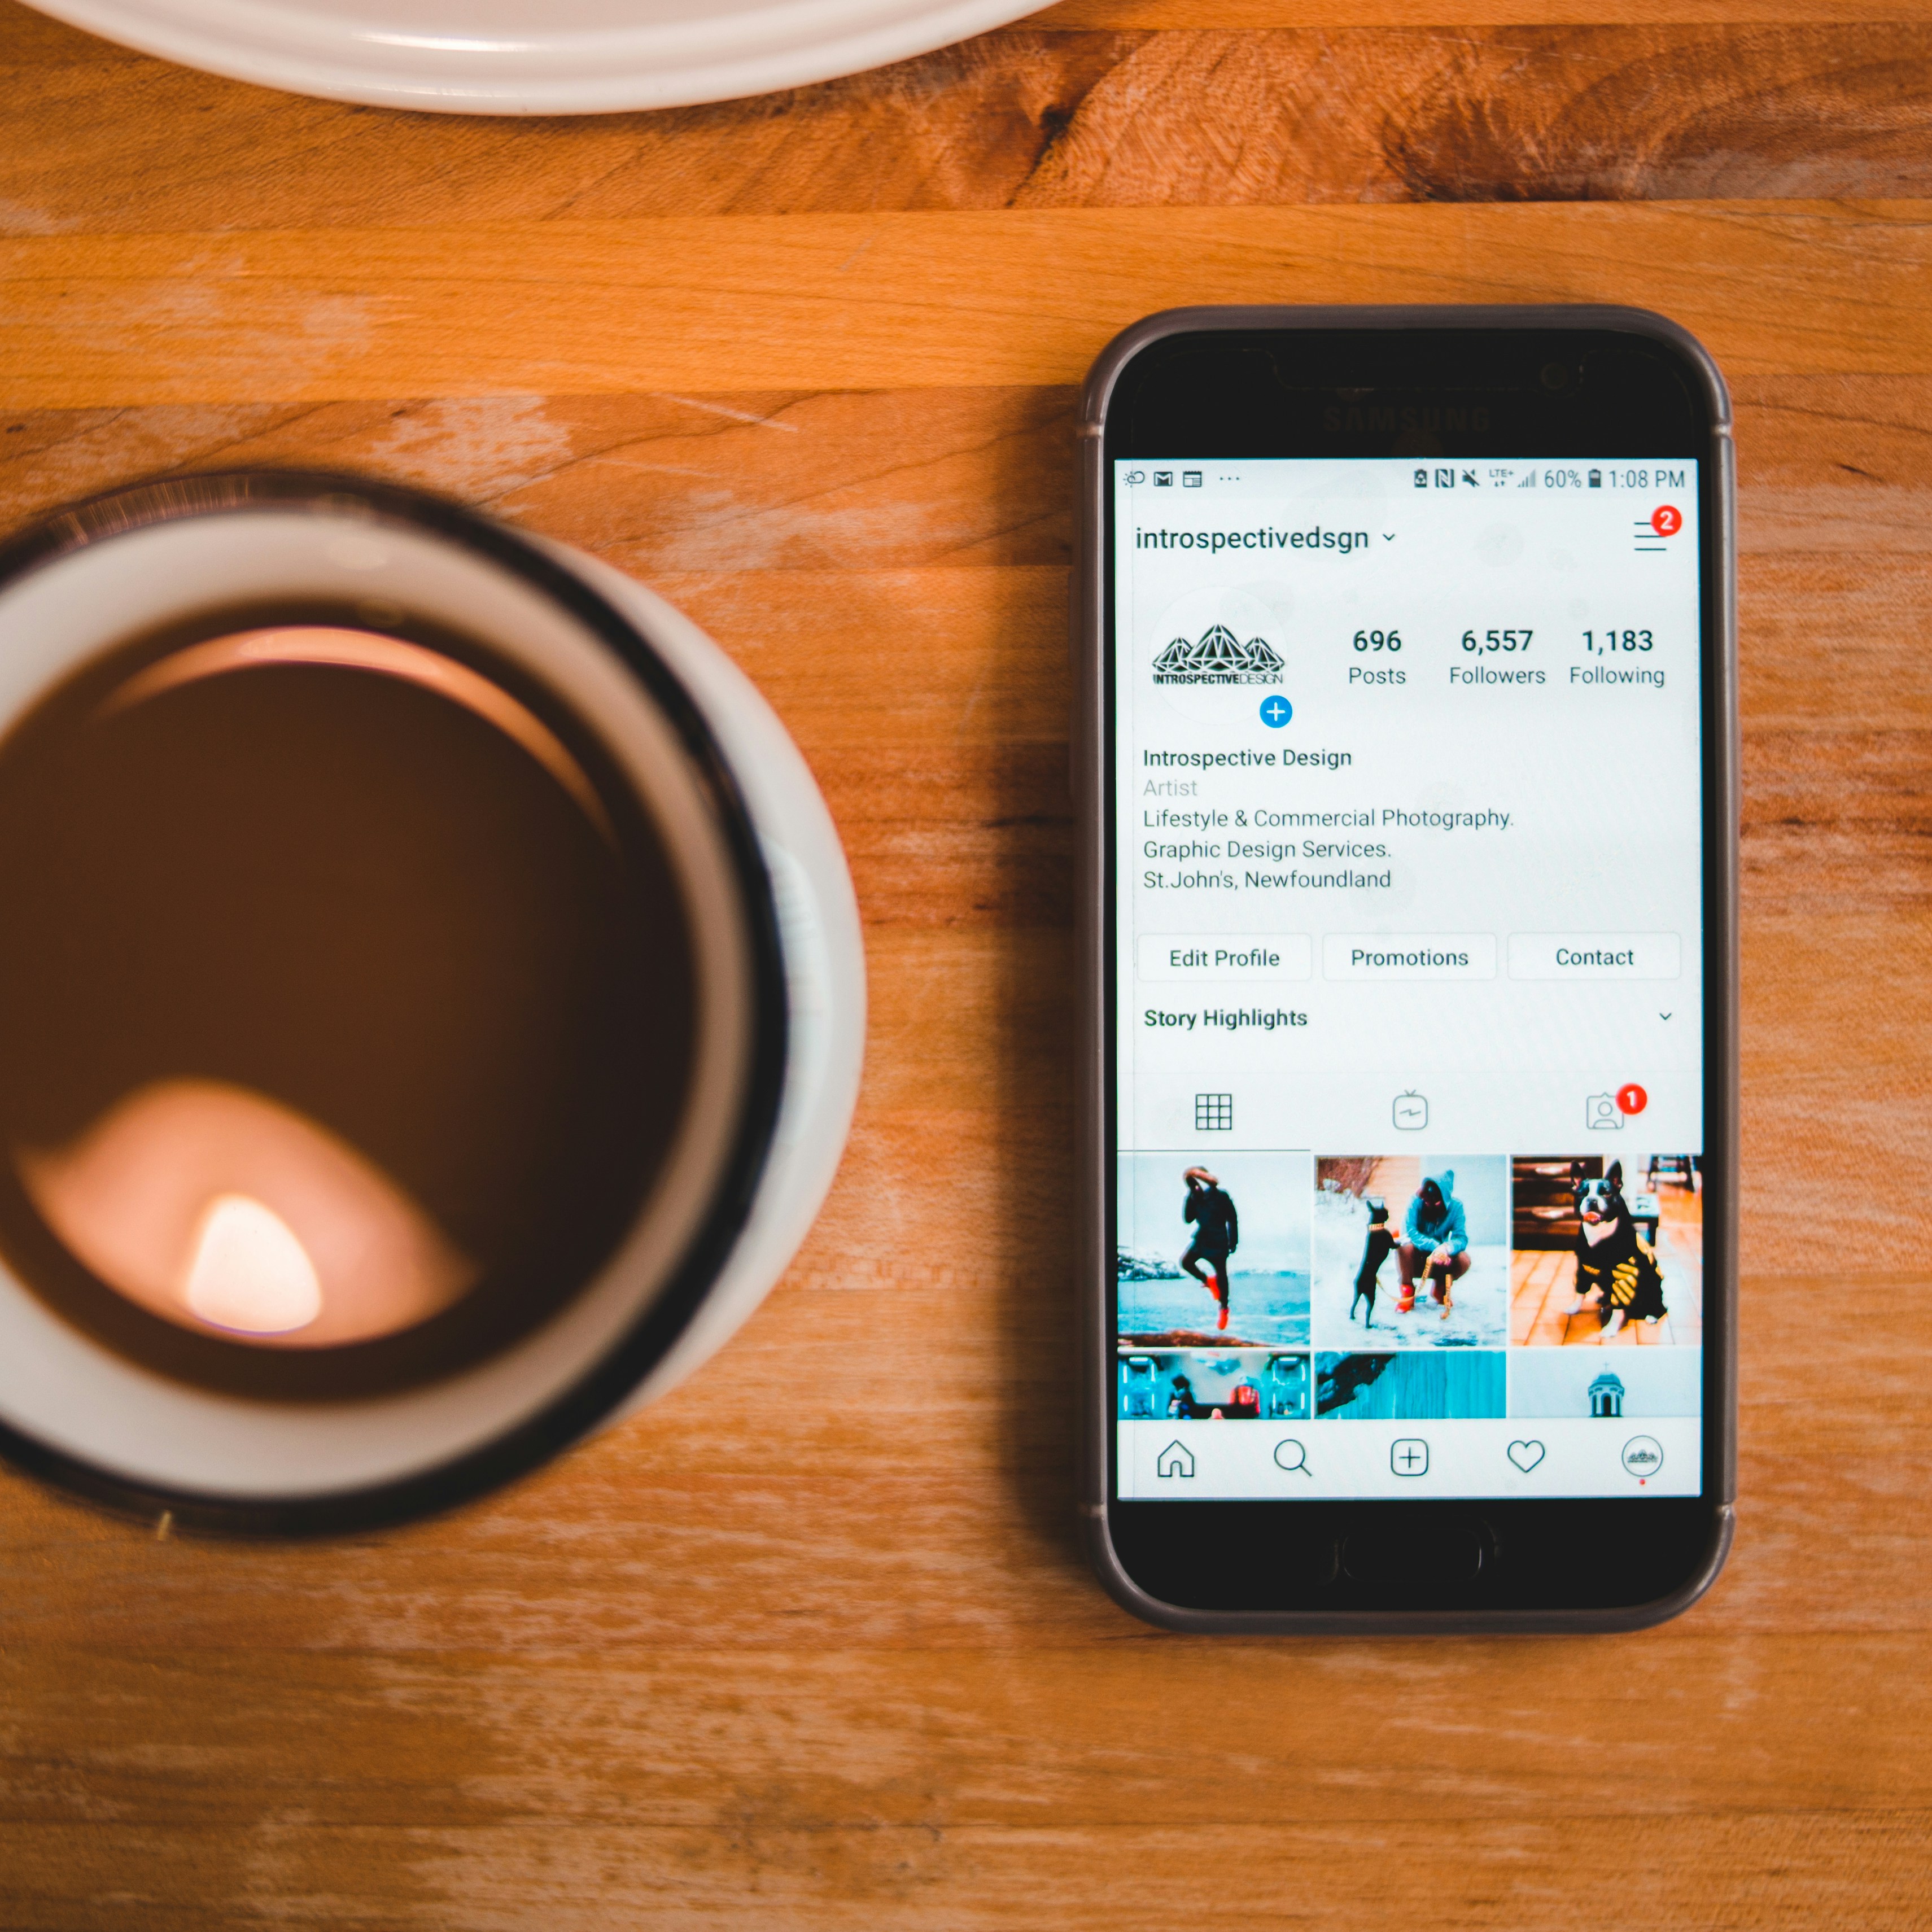 SAMSUNG
LTE+ 60% 1:08 PM
introspectivedsgn
2
INTROSPECTIVEDESIGN
696 6,557 1,183
Posts Followers Following
Introspective Design
Artist
Lifestyle & Commercial Photography.
Graphic Design Services.
St.John's, Newfoundland
Edit Profile Promotions Contact
Story Highlights
1